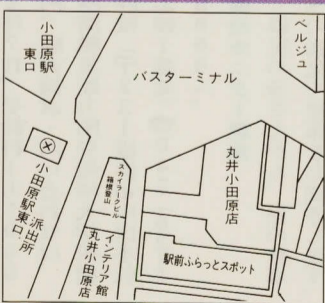 小田原駅
東口
バスターミナル
ベルジュ
小田原駅東口
派出所
スカイラークビル
箱根登山
丸井小田原店
インテリア館
丸井小田原店
駅前ふらっとスポット